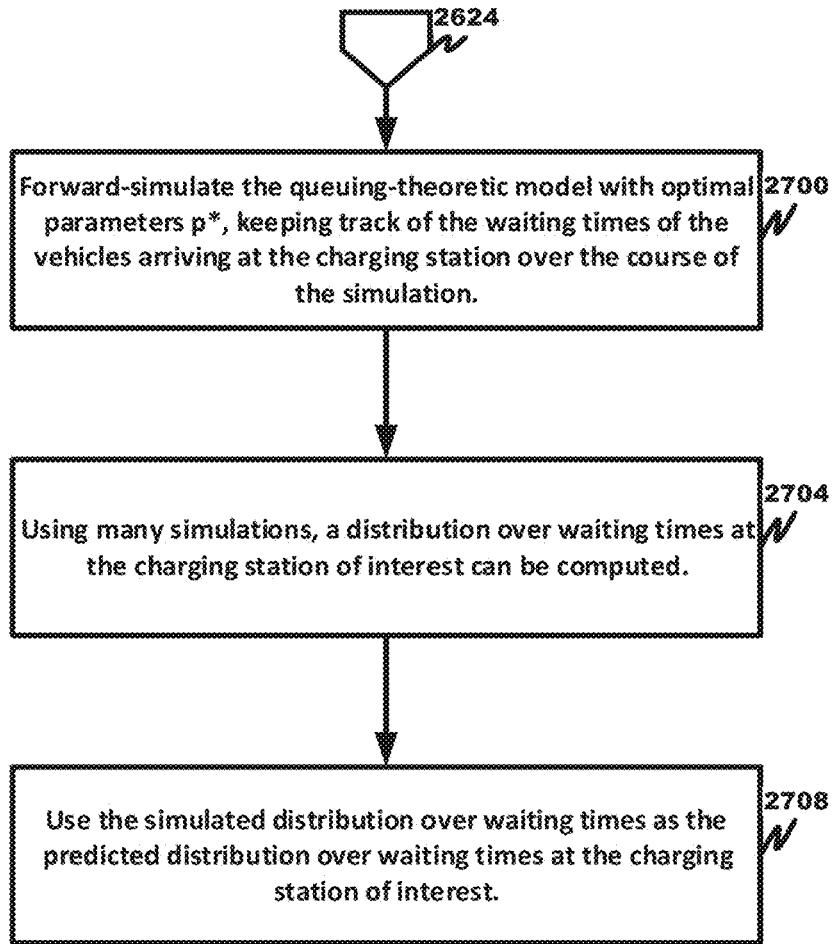 2624
Forward-simulate the queuing-theoretic model with optimal
2700
parameters p*, keeping track of the waiting times of the
vehicles arriving at the charging station over the course of
the simulation.
2704
Using many simulations, a distribution over waiting times at
the charging station of interest can be computed.
2708
Use the simulated distribution over waiting times as the
predicted distribution over waiting times at the charging
station of interest.